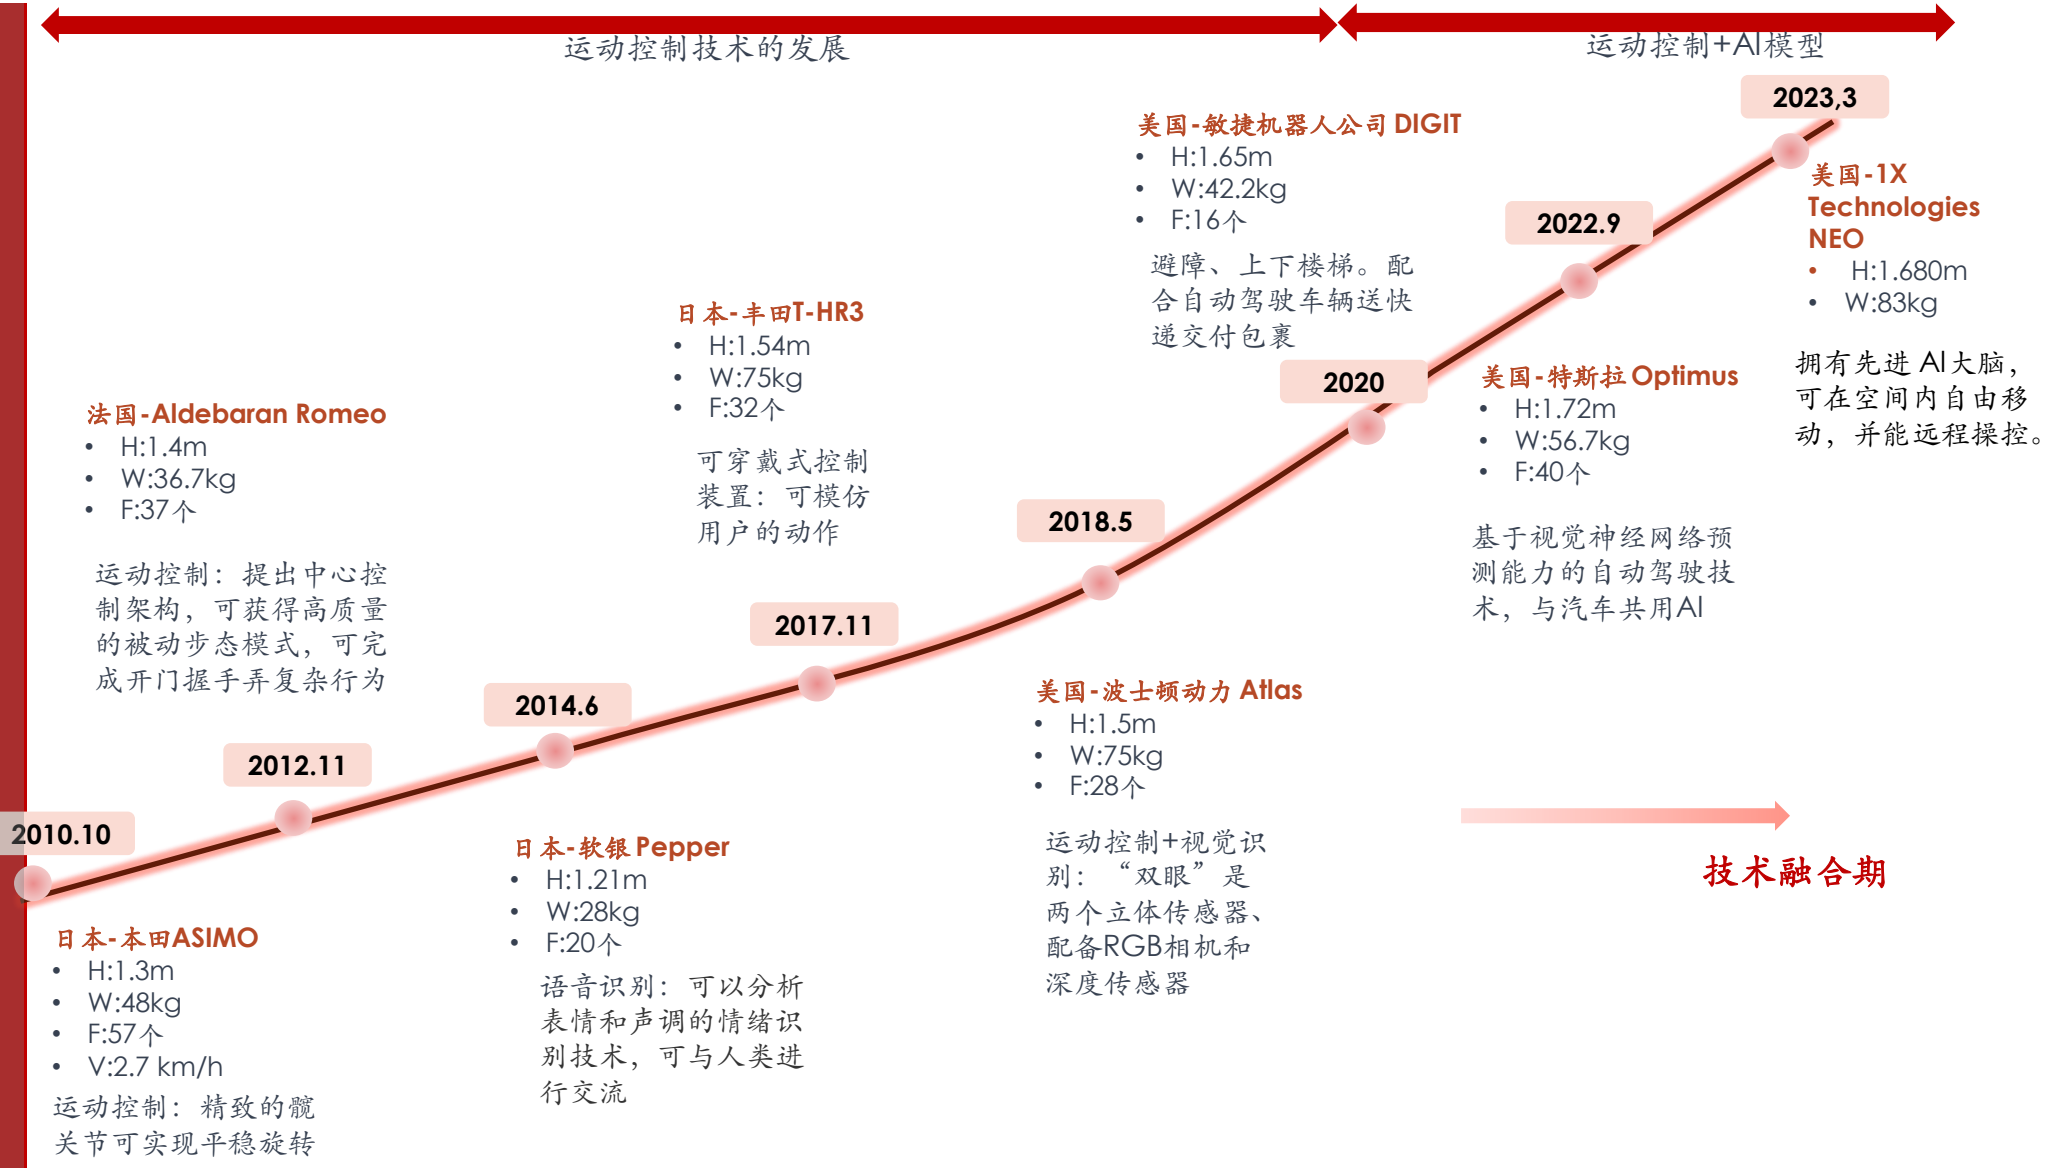 运动控制技术的发展
运动控制+AI模型
2010.10
日本-本田ASIMO
• H:1.3m
• W:48kg
• F:57个
• V:2.7 km/h
运动控制：精致的髋
关节可实现平稳旋转
2012.11
法国-Aldebaran Romeo
• H:1.4m
• W:36.7kg
• F:37个
运动控制：提出中心控
制架构，可获得高质量
的被动步态模式，可完
成开门握手弄复杂行为
2014.6
日本-软银 Pepper
• H:1.21m
• W:28kg
• F:20个
语音识别：可以分析
表情和声调的情绪识
别技术，可与人类进
行交流
2017.11
日本-丰田T-HR3
• H:1.54m
• W:75kg
• F:32个
可穿戴式控制
装置：可模仿
用户的动作
2018.5
美国-波士顿动力 Atlas
• H:1.5m
• W:75kg
• F:28个
运动控制+视觉识
别：“双眼”是
两个立体传感器、
配备RGB相机和
深度传感器
2020
美国-敏捷机器人公司 DIGIT
• H:1.65m
• W:42.2kg
• F:16个
避障、上下楼梯。配
合自动驾驶车辆送快
递交付包裹
2022.9
美国-特斯拉 Optimus
• H:1.72m
• W:56.7kg
• F:40个
基于视觉神经网络预
测能力的自动驾驶技
术，与汽车共用AI
2023,3
美国-1X
Technologies
NEO
• H:1.680m
• W:83kg
拥有先进 AI大脑，
可在空间内自由移
动，并能远程操控。
技术融合期